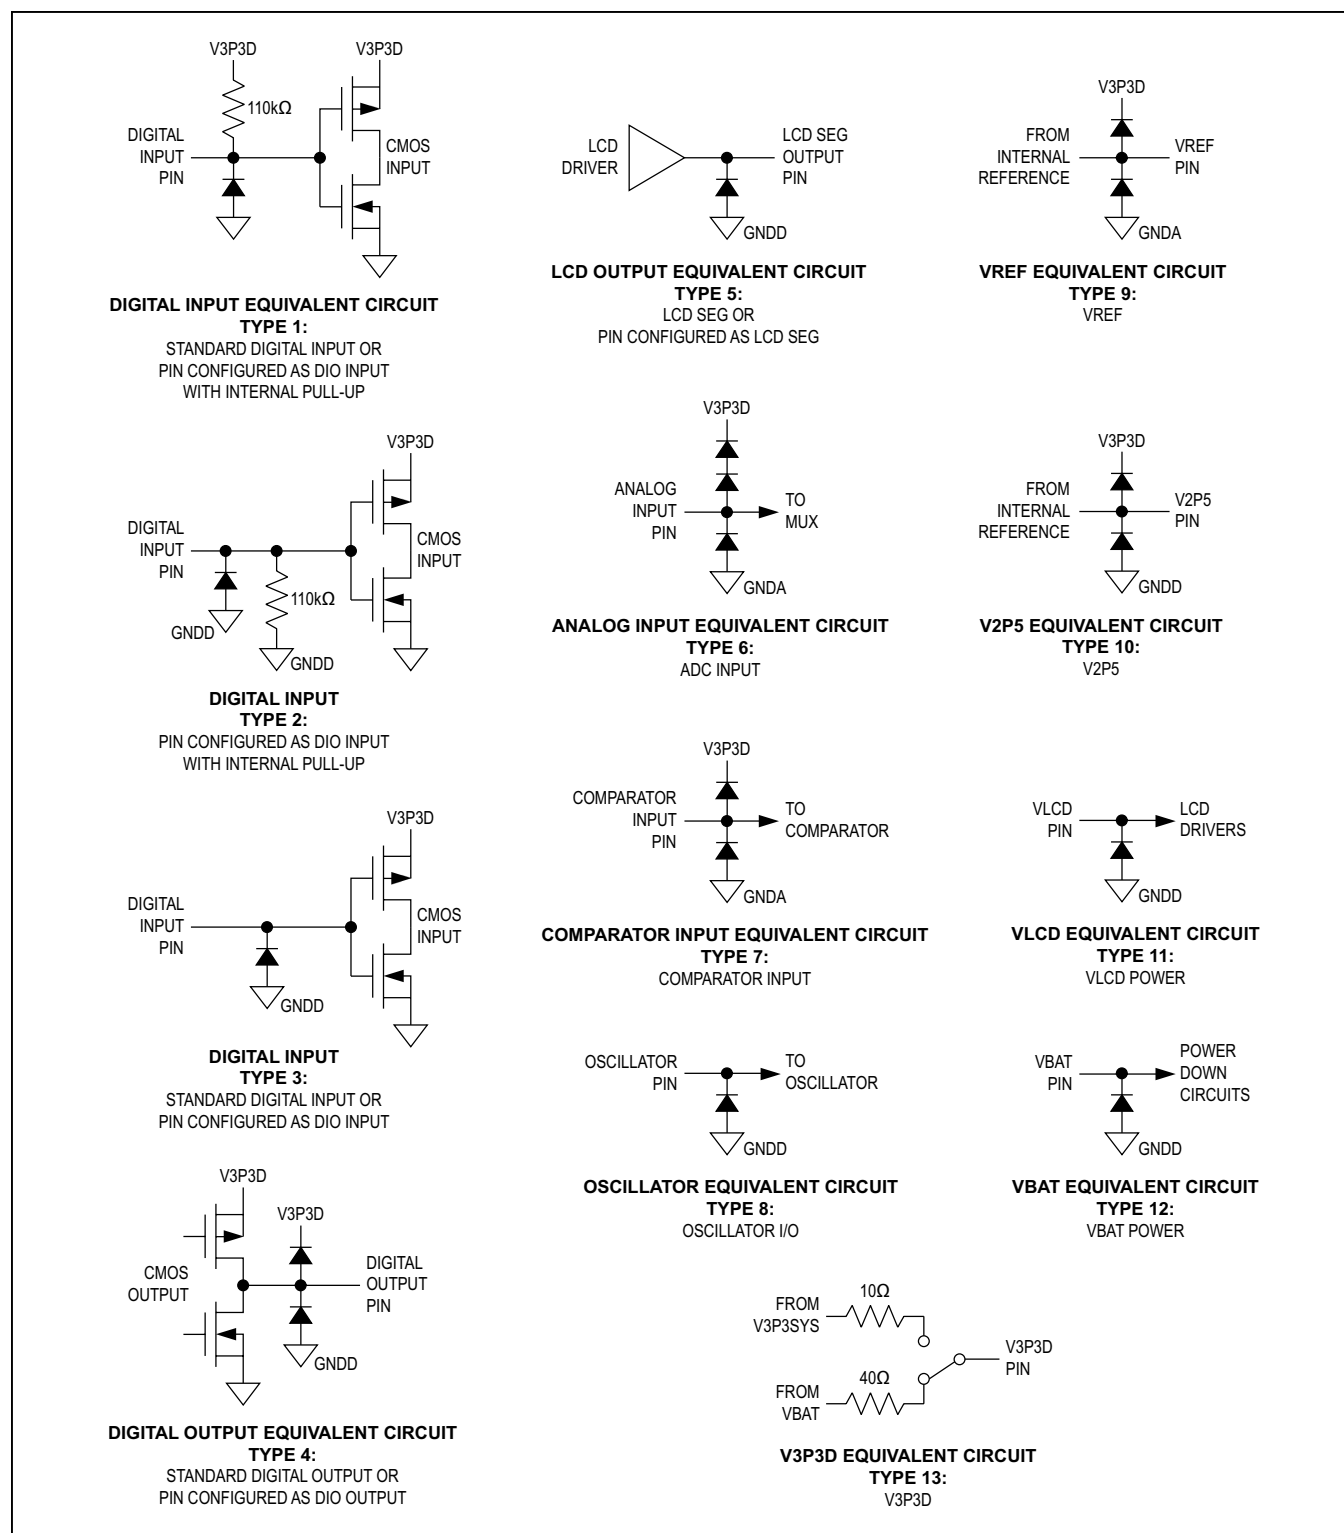 V3P3D
V3P3D
110kΩ
DIGITAL
INPUT
PIN
CMOS
INPUT
DIGITAL INPUT EQUIVALENT CIRCUIT
TYPE 1:
STANDARD DIGITAL INPUT OR
PIN CONFIGURED AS DIO INPUT
WITH INTERNAL PULL-UP
V3P3D
DIGITAL
INPUT
PIN
CMOS
INPUT
110kΩ
GNDD
GNDD
DIGITAL INPUT
TYPE 2:
PIN CONFIGURED AS DIO INPUT
WITH INTERNAL PULL-UP
V3P3D
DIGITAL
INPUT
PIN
CMOS
INPUT
GNDD
DIGITAL INPUT
TYPE 3:
STANDARD DIGITAL INPUT OR
PIN CONFIGURED AS DIO INPUT
V3P3D
V3P3D
CMOS
OUTPUT
DIGITAL
OUTPUT
PIN
GNDD
DIGITAL OUTPUT EQUIVALENT CIRCUIT
TYPE 4:
STANDARD DIGITAL OUTPUT OR
PIN CONFIGURED AS DIO OUTPUT
LCD
DRIVER
LCD SEG
OUTPUT
PIN
GNDD
LCD OUTPUT EQUIVALENT CIRCUIT
TYPE 5:
LCD SEG OR
PIN CONFIGURED AS LCD SEG
V3P3D
ANALOG
INPUT
PIN
TO
MUX
GNDA
ANALOG INPUT EQUIVALENT CIRCUIT
TYPE 6:
ADC INPUT
V3P3D
COMPARATOR
INPUT
PIN
TO
COMPARATOR
GNDA
COMPARATOR INPUT EQUIVALENT CIRCUIT
TYPE 7:
COMPARATOR INPUT
OSCILLATOR
PIN
TO
OSCILLATOR
GNDD
OSCILLATOR EQUIVALENT CIRCUIT
TYPE 8:
OSCILLATOR I/O
V3P3D
FROM
INTERNAL
REFERENCE
VREF
PIN
GNDA
VREF EQUIVALENT CIRCUIT
TYPE 9:
VREF
V3P3D
FROM
INTERNAL
REFERENCE
V2P5
PIN
GNDD
V2P5 EQUIVALENT CIRCUIT
TYPE 10:
V2P5
VLCD
PIN
LCD
DRIVERS
GNDD
VLCD EQUIVALENT CIRCUIT
TYPE 11:
VLCD POWER
VBAT
PIN
POWER
DOWN
CIRCUITS
GNDD
VBAT EQUIVALENT CIRCUIT
TYPE 12:
VBAT POWER
10Ω
FROM
V3P3SYS
V3P3D
PIN
40Ω
FROM
VBAT
V3P3D EQUIVALENT CIRCUIT
TYPE 13:
V3P3D